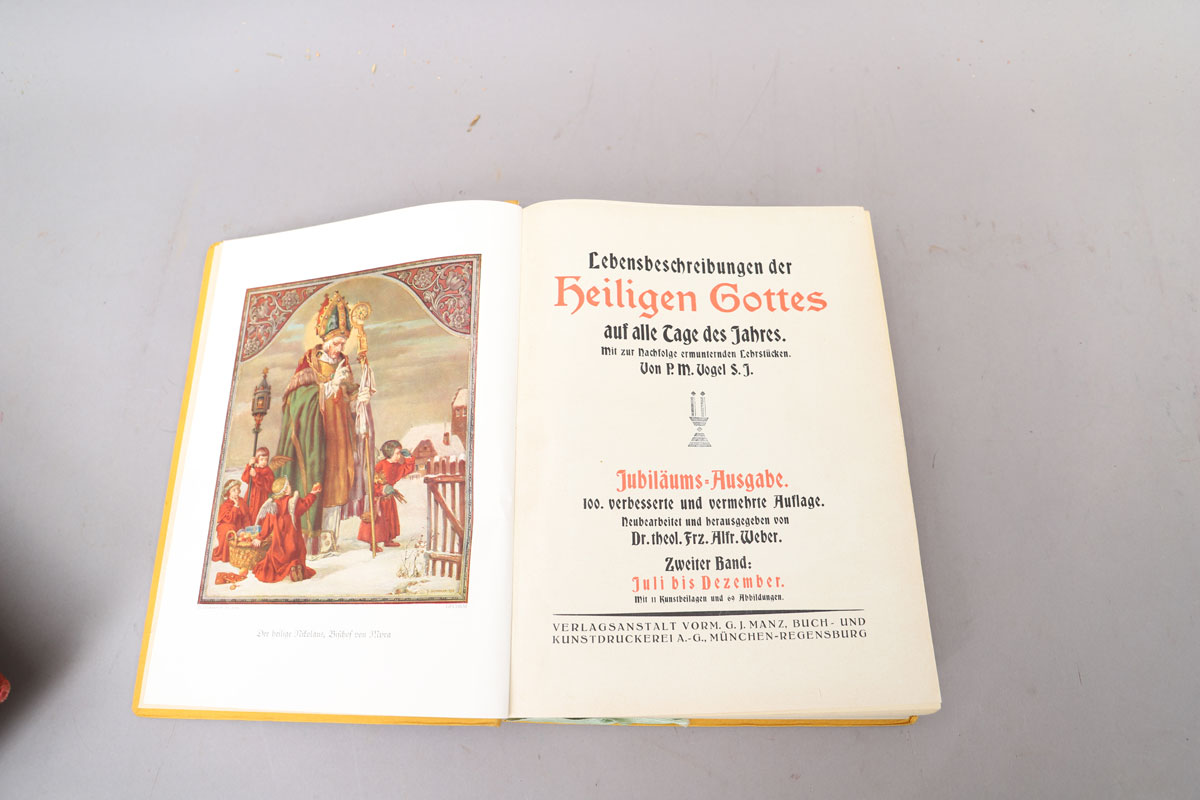 Der heilige Nikolaus, Bischof von Myra
Lebensbeschreibungen der
Heiligen Gottes
auf alle Tage des Jahres.
Mit zur Nachfolge ermunternden Lehrstücken.
Von P. M. Vogel S. J.
Jubiläums-Ausgabe.
100. verbesserte und vermehrte Auflage.
Neubearbeitet und herausgegeben von
Dr. theol. Frz. Alfr. Weber.
Zweiter Band:
Juli bis Dezember.
Mit 11 Kunstbeilagen und 69 Abbildungen.
VERLAGSANSTALT VORM. G. J. MANZ, BUCH- UND
KUNSTDRUCKEREI A.-G., MÜNCHEN-REGENSBURG